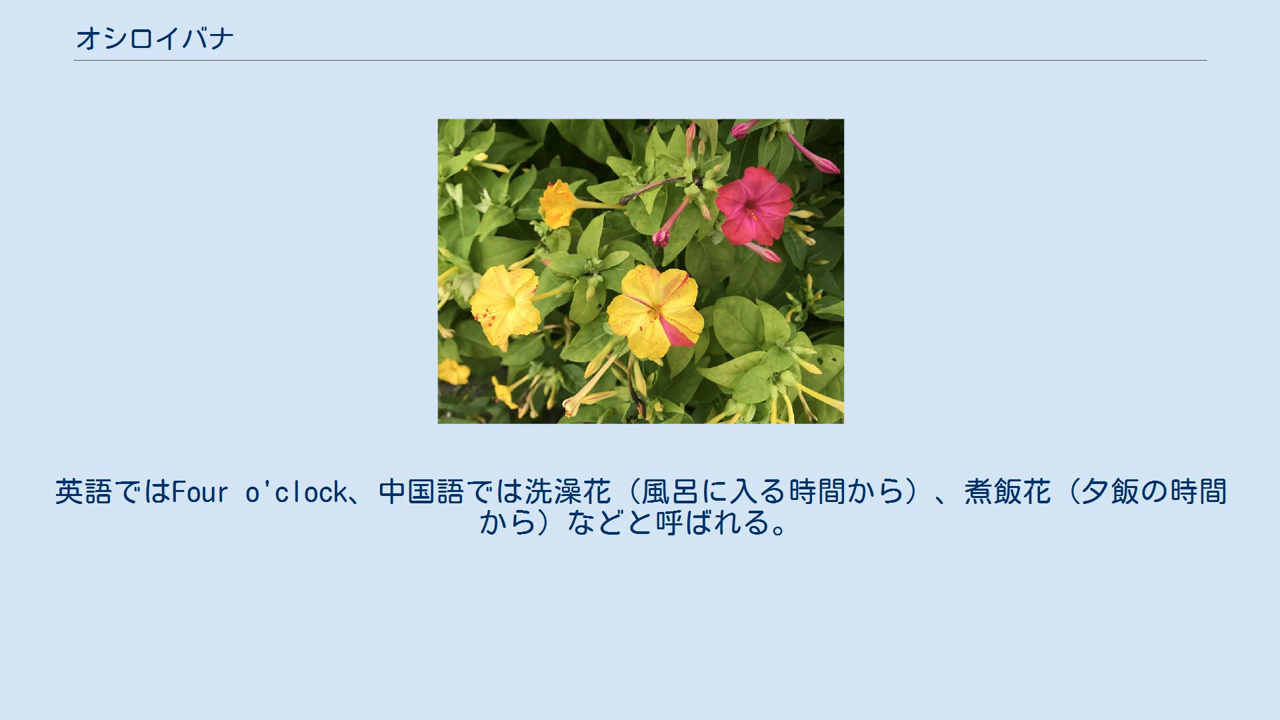 オシロイバナ
英語ではFour o'clock、中国語では洗澡花（風呂に入る時間から）、煮飯花（夕飯の時間
から）などと呼ばれる。